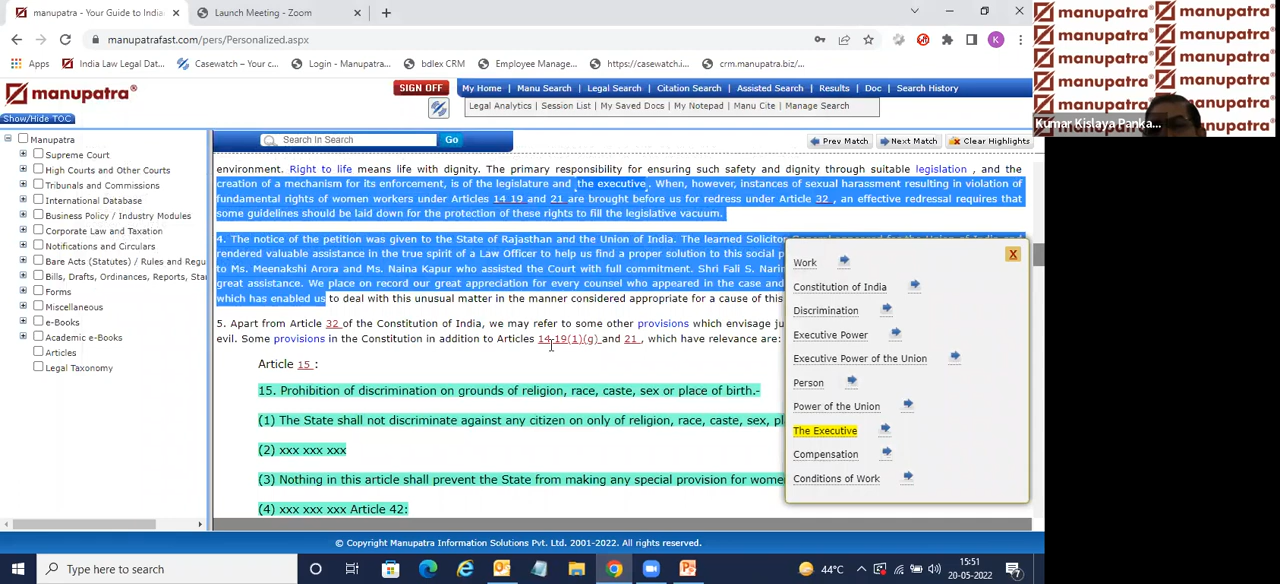 manupatra - Your Guide to India
Launch Meeting - Zoom
manupatrafast.com/pers/Personalized.aspx
K
Apps
India Law Legal Dat...
Casewatch – Your c...
Login - Manupatra...
bdlex CRM
Employee Manage...
https://casewatch.i...
crm.manupatra.biz/...
manupatra manupatra
manupatra manupatra
manupatra manupatra
manupatra manupatra
manupatra manupatra
manupatra
Kumar Kislaya Panka...
manupatra
SIGN OFF
My Home | Manu Search | Legal Search | Citation Search | Assisted Search | Results | Doc | Search History
Legal Analytics | Session List | My Saved Docs | My Notepad | Manu Cite | Manage Search
Show/Hide TOC
Manupatra
Supreme Court
High Courts and Other Courts
Tribunals and Commissions
International Database
Business Policy / Industry Modules
Corporate Law and Taxation
Notifications and Circulars
Bare Acts (Statutes) / Rules and Regu
Bills, Drafts, Ordinances, Reports, Stan
Forms
Miscellaneous
e-Books
Academic e-Books
Articles
Legal Taxonomy
Search In Search
Go
Prev Match
Next Match
Clear Highlights
environment. Right to life means life with dignity. The primary responsibility for ensuring such safety and dignity through suitable legislation , and the
creation of a mechanism for its enforcement, is of the legislature and the executive . When, however, instances of sexual harassment resulting in violation of
fundamental rights of women workers under Articles 14 19 and 21 are brought before us for redress under Article 32 , an effective redressal requires that
some guidelines should be laid down for the protection of these rights to fill the legislative vacuum.
4. The notice of the petition was given to the State of Rajasthan and the Union of India. The learned Solicitor
rendered valuable assistance in the true spirit of a Law Officer to help us find a proper solution to this social p
to Ms. Meenakshi Arora and Ms. Naina Kapur who assisted the Court with full commitment. Shri Fali S. Narin
great assistance. We place on record our great appreciation for every counsel who appeared in the case and
which has enabled us to deal with this unusual matter in the manner considered appropriate for a cause of this
5. Apart from Article 32 of the Constitution of India, we may refer to some other provisions which envisage ju
evil. Some provisions in the Constitution in addition to Articles 14 19(1)(g) and 21 , which have relevance are:
Article 15 :
15. Prohibition of discrimination on grounds of religion, race, caste, sex or place of birth.-
(1) The State shall not discriminate against any citizen on only of religion, race, caste, sex, pl
(2) xxx xxx xxx
(3) Nothing in this article shall prevent the State from making any special provision for wome
(4) xxx xxx xxx Article 42:
X
Work
Constitution of India
Discrimination
Executive Power
Executive Power of the Union
Person
Power of the Union
The Executive
Compensation
Conditions of Work
© Copyright Manupatra Information Solutions Pvt. Ltd. 2001-2022. All rights reserved.
Type here to search
44°C
15:51
20-05-2022
7